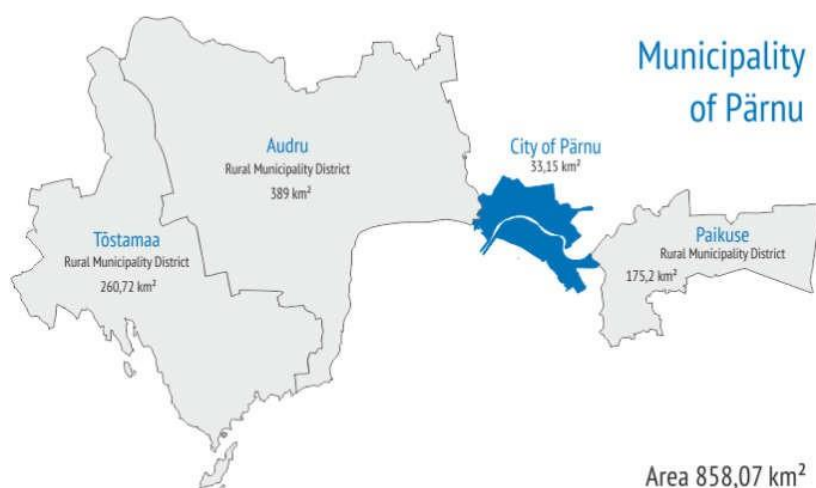 Municipality
of Pärnu
Audru
Rural Municipality District
389 km²
City of Pärnu
33,15 km²
Tõstamaa
Rural Municipality District
260,72 km²
Paikuse
Rural Municipality District
175,2 km²
Area 858,07 km²